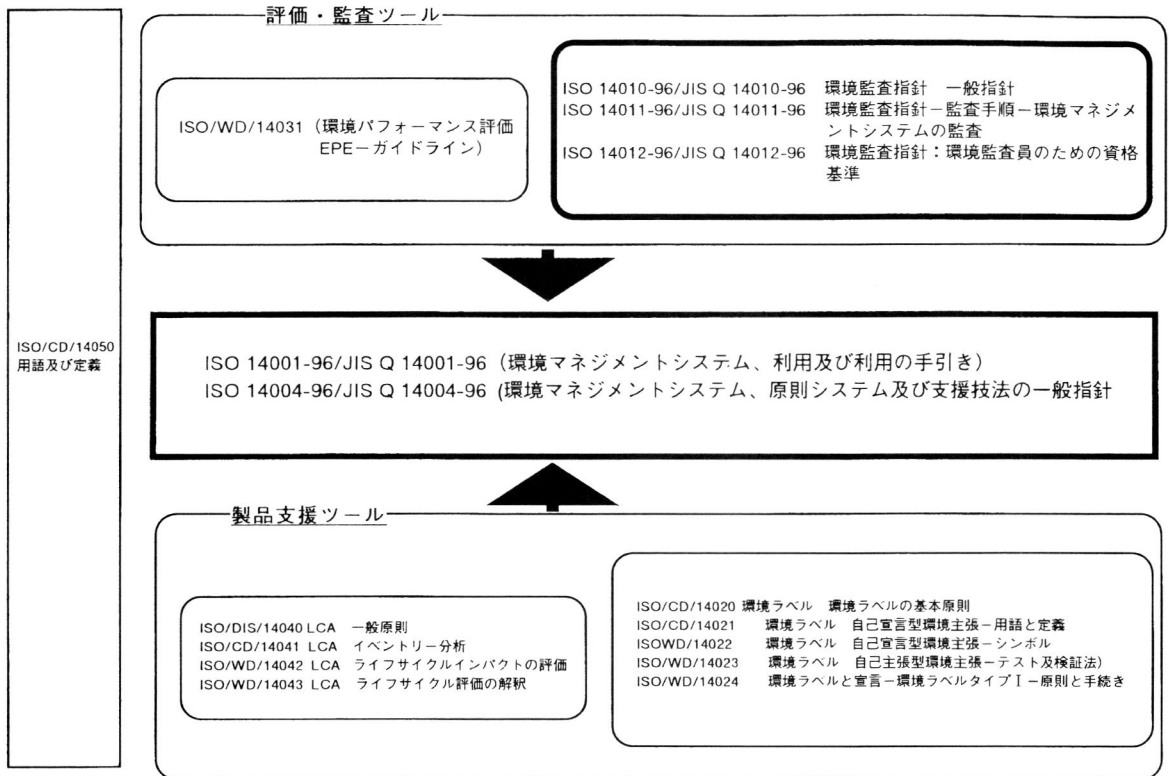 評価・監査ツール
ISO/WD/14031（環境パフォーマンス評価
EPE－ガイドライン）
ISO 14010-96/JIS Q 14010-96 環境監査指針　一般指針
ISO 14011-96/JIS Q 14011-96 環境監査指針－監査手順－環境マネジメ
ントシステムの監査
ISO 14012-96/JIS Q 14012-96 環境監査指針：環境監査員のための資格
基準
ISO/CD/14050
用語及び定義
ISO 14001-96/JIS Q 14001-96（環境マネジメントシステム、利用及び利用の手引き）
ISO 14004-96/JIS Q 14004-96 (環境マネジメントシステム、原則システム及び支援技法の一般指針
製品支援ツール
ISO/DIS/14040 LCA　一般原則
ISO/CD/14041 LCA　イベントリー分析
ISO/WD/14042 LCA　ライフサイクルインパクトの評価
ISO/WD/14043 LCA　ライフサイクル評価の解釈
ISO/CD/14020 環境ラベル　環境ラベルの基本原則
ISO/CD/14021　環境ラベル　自己宣言型環境主張－用語と定義
ISOWD/14022　環境ラベル　自己宣言型環境主張－シンボル
ISO/WD/14023　環境ラベル　自己主張型環境主張－テスト及検証法）
ISO/WD/14024　環境ラベルと宣言－環境ラベルタイプⅠ－原則と手続き